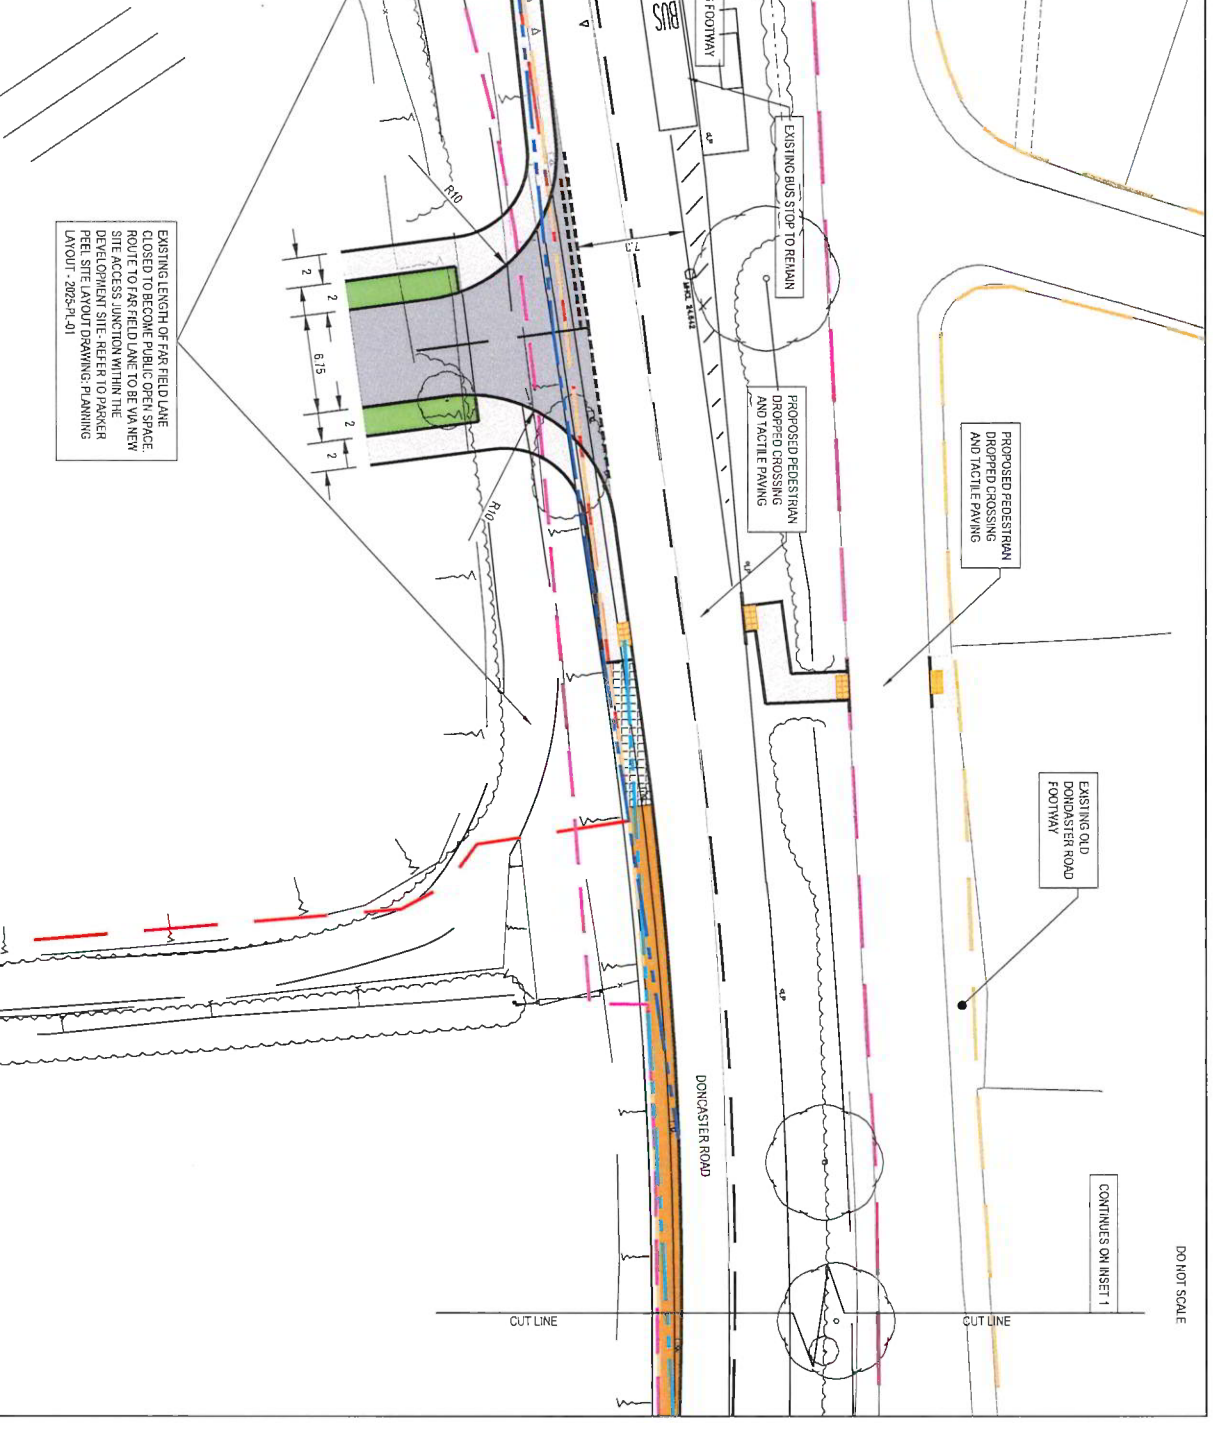 DO NOT SCALE
CONTINUES ON INSET 1
CUT LINE
CUT LINE
EXISTING OLD
DONDASTER ROAD
FOOTWAY
PROPOSED PEDESTRIAN
DROPPED CROSSING
AND TACTILE PAVING
PROPOSED PEDESTRIAN
DROPPED CROSSING
AND TACTILE PAVING
EXISTING BUS STOP TO REMAIN
FOOTWAY
BUS
DONCASTER ROAD
7.3
R10
R10
2
2
6.75
2
2
EXISTING LENGTH OF FAR FIELD LANE
CLOSED TO BECOME PUBLIC OPEN SPACE.
ROUTE TO FAR FIELD LANE TO BE VIA NEW
SITE ACCESS JUNCTION WITHIN THE
DEVELOPMENT SITE- REFER TO PARKER
PEEL SITE LAYOUT DRAWING: PLANNING
LAYOUT - 2025-PL-01